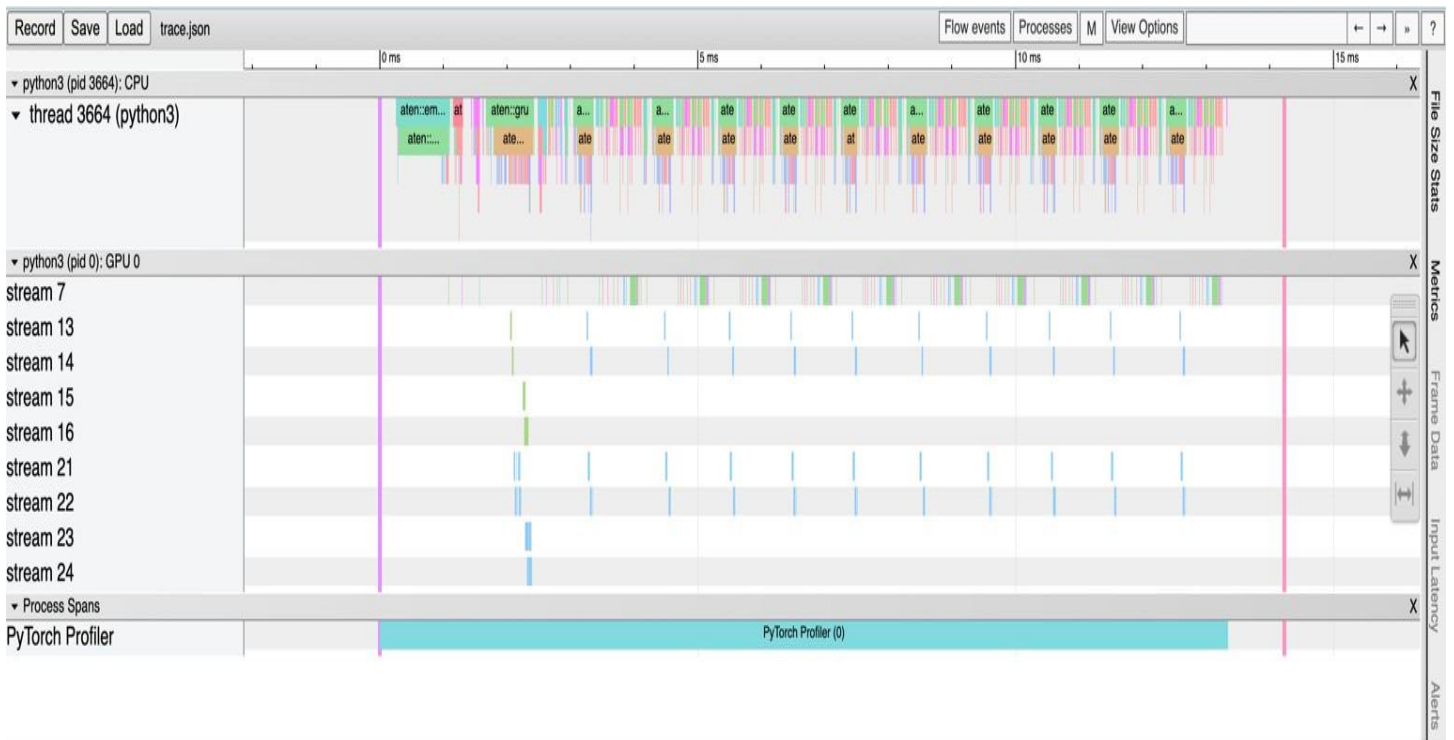 Record Save Load trace.json Flow events Processes M View Options ← → » ?
0 ms 5 ms 10 ms 15 ms
python3 (pid 3664): CPU X
thread 3664 (python3)
aten::em... at aten::gru a... a... ate ate ate a... ate ate ate a...
aten::... ate... ate ate ate ate at ate ate ate ate ate
python3 (pid 0): GPU 0 X
stream 7
stream 13
stream 14
stream 15
stream 16
stream 21
stream 22
stream 23
stream 24
Process Spans X
PyTorch Profiler PyTorch Profiler (0)
File Size Stats
Metrics
Frame Data
Input Latency
Alerts